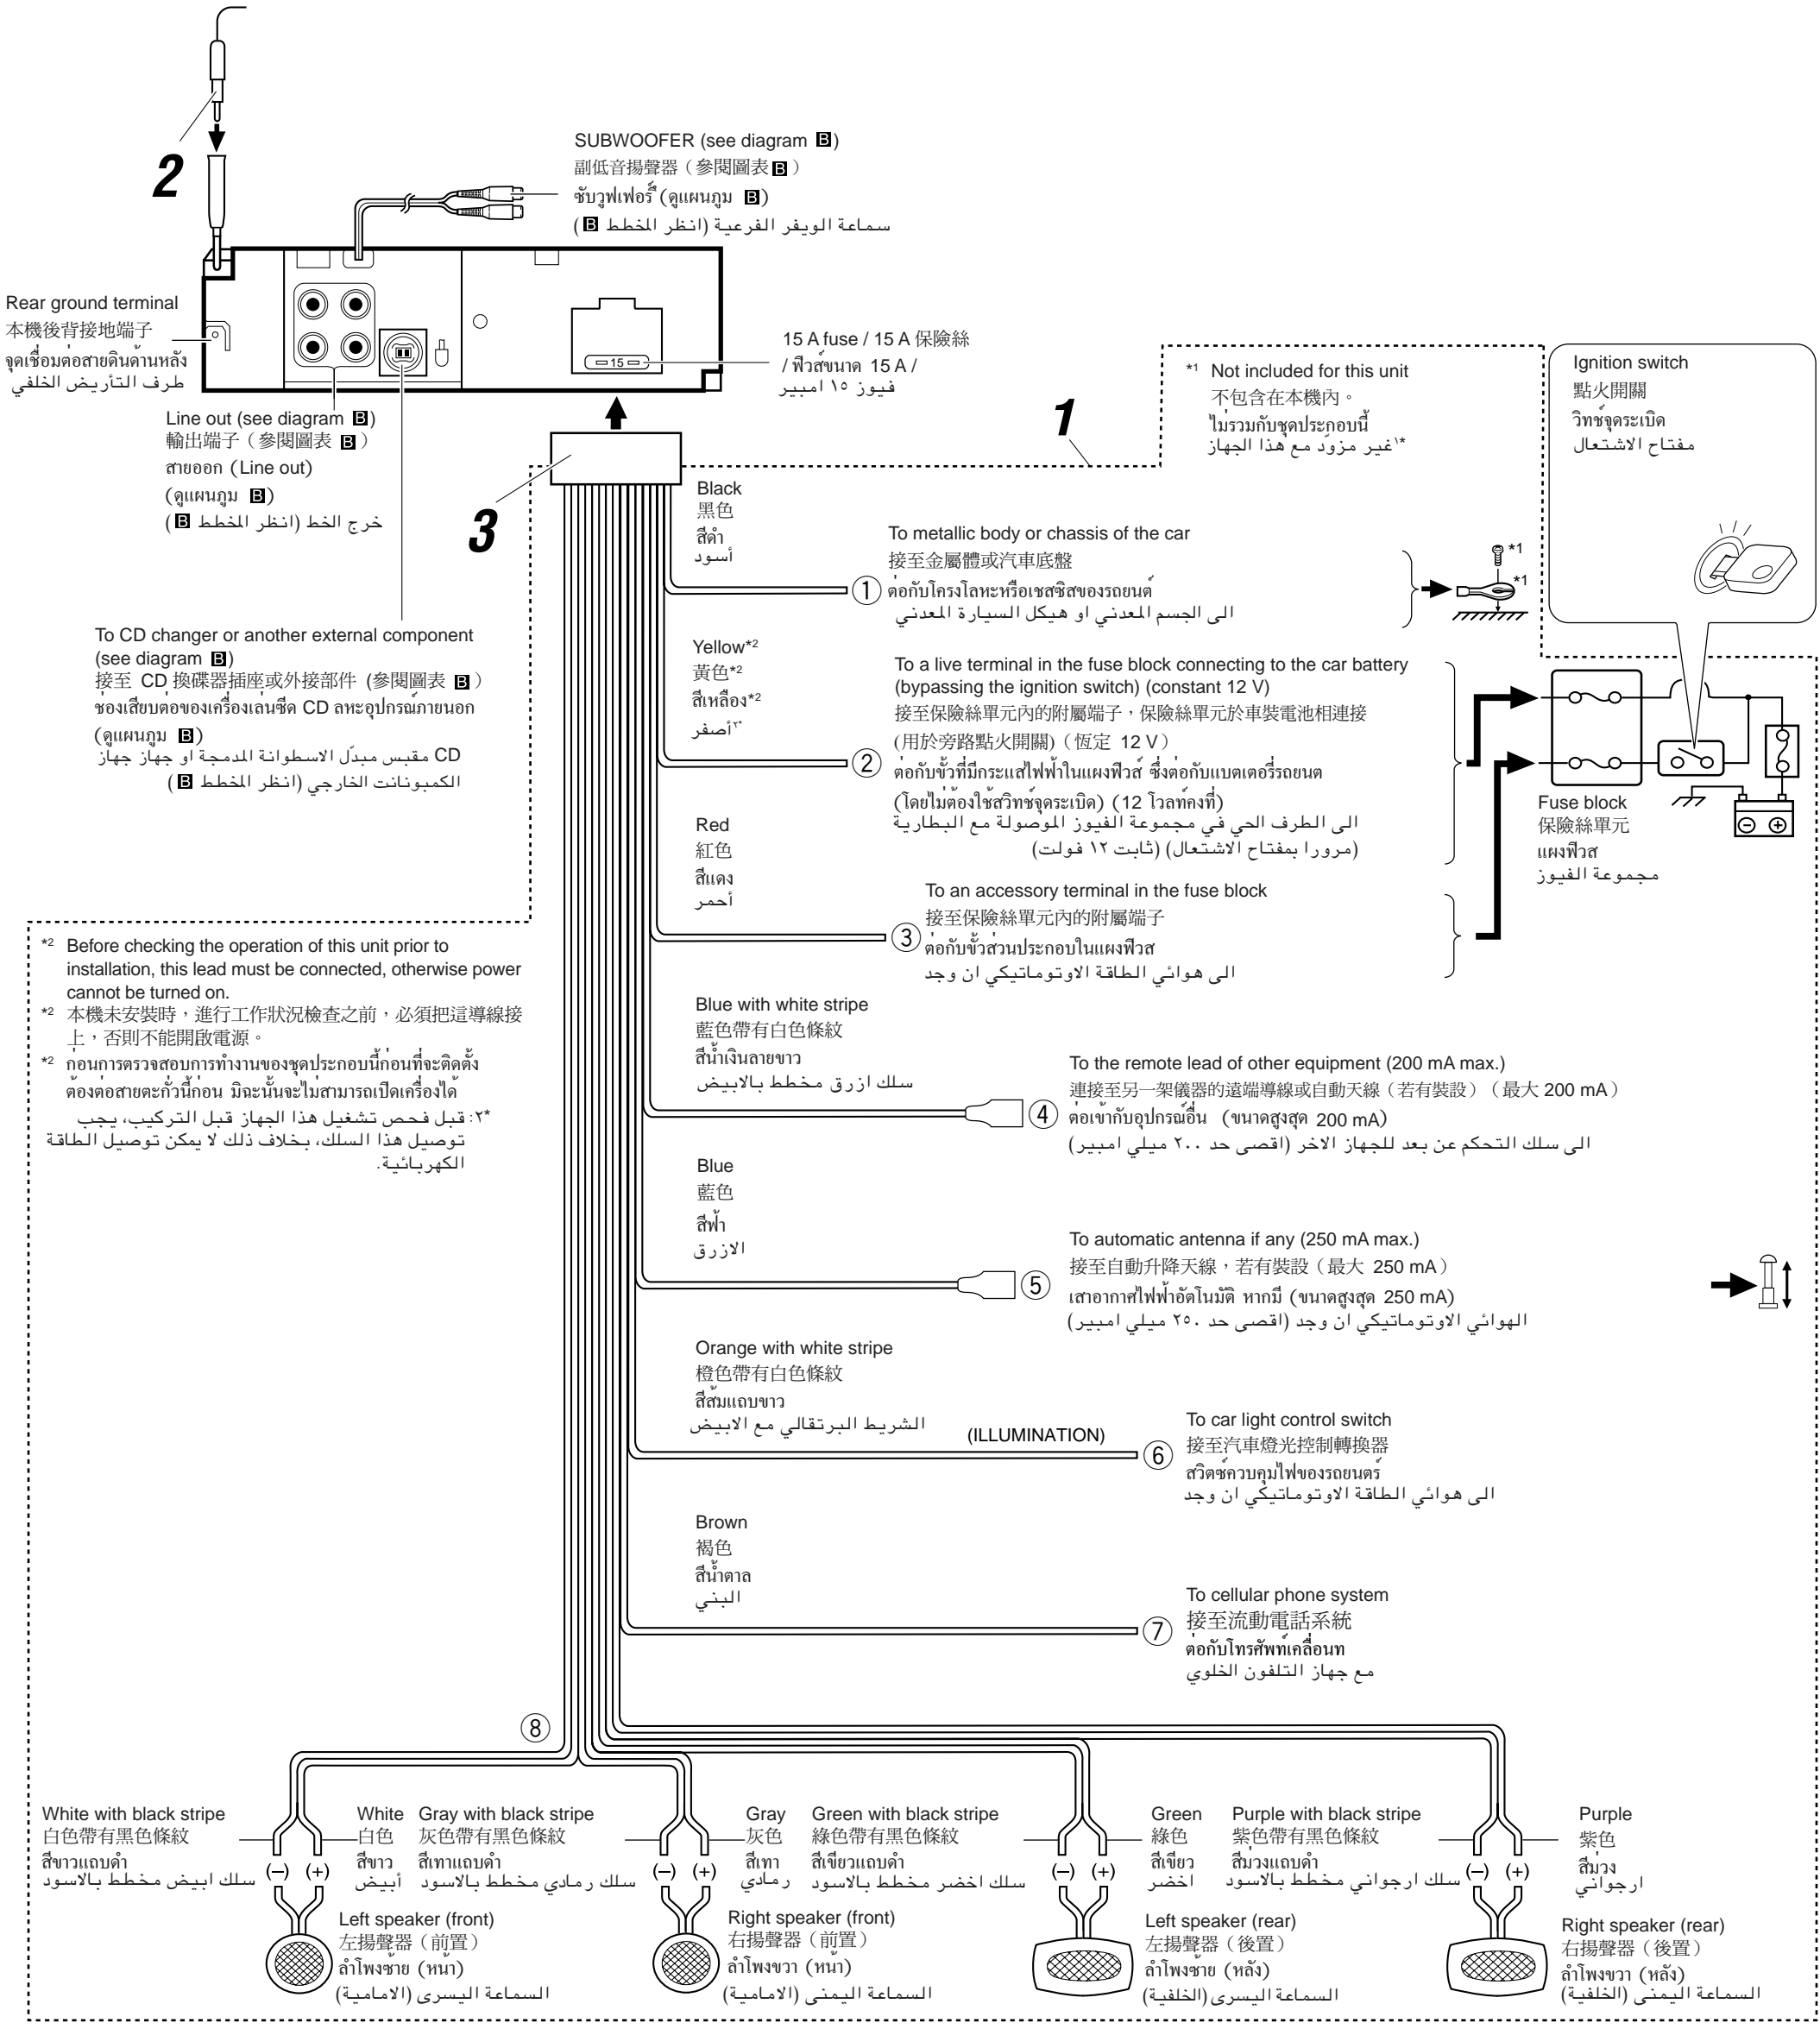 2
SUBWOOFER (see diagram B)
副低音揚聲器（參閱圖表 B）
ซับวูฟเฟอร์ (ดูแผนภูม B)
سماعة الويفر الفرعية (انظر المخطط B)
Rear ground terminal
本機後背接地端子
จุดเชื่อมต่อสายดินด้านหลัง
طرف التأريض الخلفي
15
15 A fuse / 15 A 保險絲
/ ฟิวส์ขนาด 15 A /
فيوز ١٥ امبير
Line out (see diagram B)
輸出端子（參閱圖表 B）
สายออก (Line out)
(ดูแผนภูม B)
خرج الخط (انظر المخطط B)
To CD changer or another external component
(see diagram B)
接至 CD 換碟器插座或外接部件 (參閱圖表 B）
ช่องเสียบต่อของเครื่องเล่นซีด CD ลหะอุปกรณ์ภายนอก
(ดูแผนภูม B)
CD مقبس مبدّل الاسطوانة المدمجة او جهاز جهاز
الكمبونانت الخارجي (انظر المخطط B)
1
3
*1 Not included for this unit
不包含在本機內。
ไม่รวมกับชุดประกอบนี้
*١غير مزوّد مع هذا الجهاز
Ignition switch
點火開關
วิทช์จุดระเบิด
مفتاح الاشتعال
Black
黑色
สีดำ
أسود
①
To metallic body or chassis of the car
接至金屬體或汽車底盤
ต่อกับโครงโลหะหรือเชสซิสของรถยนต์
الى الجسم المعدني او هيكل السيارة المعدني
*1
*1
Yellow*2
黃色*2
สีเหลือง*2
أصفر*٢
②
To a live terminal in the fuse block connecting to the car battery
(bypassing the ignition switch) (constant 12 V)
接至保險絲單元內的附屬端子，保險絲單元於車裝電池相連接
(用於旁路點火開關)（恆定 12 V）
ต่อกับขั้วที่มีกระแสไฟฟ้าในแผงฟิวส์ ซึ่งต่อกับแบตเตอรี่รถยนต
(โดยไม่ต้องใช้สวิทช์จุดระเบิด) (12 โวลท์คงที่)
الى الطرف الحي في مجموعة الفيوز الموصولة مع البطارية
(مرورا بمفتاح الاشتعال) (ثابت ١٢ فولت)
Fuse block
保險絲單元
แผงฟิวส
مجموعة الفيوز
Red
紅色
สีแดง
أحمر
③
To an accessory terminal in the fuse block
接至保險絲單元內的附屬端子
ต่อกับขั้วส่วนประกอบในแผงฟิวส
الى هوائي الطاقة الاوتوماتيكي ان وجد
*2 Before checking the operation of this unit prior to
installation, this lead must be connected, otherwise power
cannot be turned on.
*2 本機未安裝時，進行工作狀況檢查之前，必須把這導線接
上，否則不能開啟電源。
*2 ก่อนการตรวจสอบการทำงานของชุดประกอบนี้ก่อนที่จะติดตั้ง
ต้องต่อสายตะกั่วนี้ก่อน มิฉะนั้นจะไม่สามารถเปิดเครื่องได้
*٢: قبل فحص تشغيل هذا الجهاز قبل التركيب، يجب
توصيل هذا السلك، بخلاف ذلك لا يمكن توصيل الطاقة
الكهربائية.
Blue with white stripe
藍色帶有白色條紋
สีน้ำเงินลายขาว
سلك ازرق مخطط بالابيض
④
To the remote lead of other equipment (200 mA max.)
連接至另一架儀器的遠端導線或自動天線（若有裝設）（最大 200 mA）
ต่อเข้ากับอุปกรณ์อื่น (ขนาดสูงสุด 200 mA)
الى سلك التحكم عن بعد للجهاز الاخر (اقصى حد ٢٠٠ ميلي امبير)
Blue
藍色
สีฟ้า
الازرق
⑤
To automatic antenna if any (250 mA max.)
接至自動升降天線，若有裝設（最大 250 mA）
เสาอากาศไฟฟ้าอัตโนมัติ หากมี (ขนาดสูงสุด 250 mA)
الهوائي الاوتوماتيكي ان وجد (اقصى حد ٢٥٠ ميلي امبير)
Orange with white stripe
橙色帶有白色條紋
สีส้มแถบขาว
الشريط البرتقالي مع الابيض
(ILLUMINATION)
⑥
To car light control switch
接至汽車燈光控制轉換器
สวิตซ์ควบคุมไฟของรถยนตร์
الى هوائي الطاقة الاوتوماتيكي ان وجد
Brown
褐色
สีน้ำตาล
البني
⑦
To cellular phone system
接至流動電話系統
ต่อกับโทรศัพท์เคลื่อนท
مع جهاز التلفون الخلوي
⑧
White with black stripe
白色帶有黑色條紋
สีขาวแถบดำ
سلك ابيض مخطط بالاسود
(−) (+)
White
白色
สีขาว
أبيض
Left speaker (front)
左揚聲器（前置）
ลำโพงซ้าย (หน้า)
السماعة اليسرى (الامامية)
Gray with black stripe
灰色帶有黑色條紋
สีเทาแถบดำ
سلك رمادي مخطط بالاسود
(−) (+)
Gray
灰色
สีเทา
رمادي
Right speaker (front)
右揚聲器（前置）
ลำโพงขวา (หน้า)
السماعة اليمنى (الامامية)
Green with black stripe
綠色帶有黑色條紋
สีเขียวแถบดำ
سلك اخضر مخطط بالاسود
(−) (+)
Green
綠色
สีเขียว
اخضر
Left speaker (rear)
左揚聲器（後置）
ลำโพงซ้าย (หลัง)
السماعة اليسرى (الخلفية)
Purple with black stripe
紫色帶有黑色條紋
สีม่วงแถบดำ
سلك ارجواني مخطط بالاسود
(−) (+)
Purple
紫色
สีม่วง
ارجواني
Right speaker (rear)
右揚聲器（後置）
ลำโพงขวา (หลัง)
السماعة اليمنى (الخلفية)